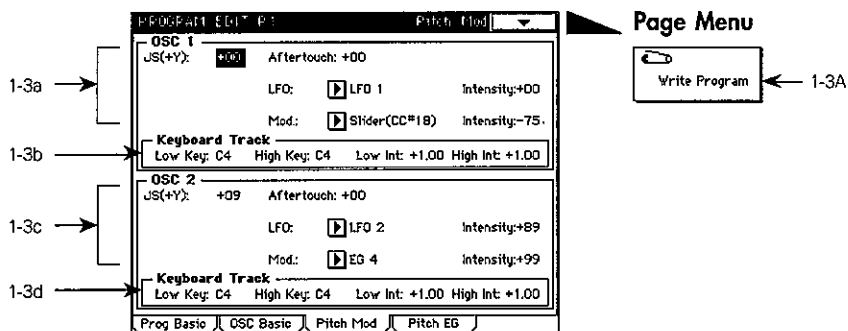 PROGRAM EDIT P1 Pitch Mod
Page Menu
Write Program
1-3A
OSC 1
JS(+Y): +00 Aftertouch: +00
LFO: LFO 1 Intensity:+00
Mod.: Slider(CC#18) Intensity:-75
1-3a
Keyboard Track
Low Key: C4 High Key: C4 Low Int: +1.00 High Int: +1.00
1-3b
OSC 2
JS(+Y): +09 Aftertouch: +00
LFO: LFO 2 Intensity:+89
Mod.: EG 4 Intensity:+99
1-3c
Keyboard Track
Low Key: C4 High Key: C4 Low Int: +1.00 High Int: +1.00
1-3d
Prog Basic OSC Basic Pitch Mod Pitch EG